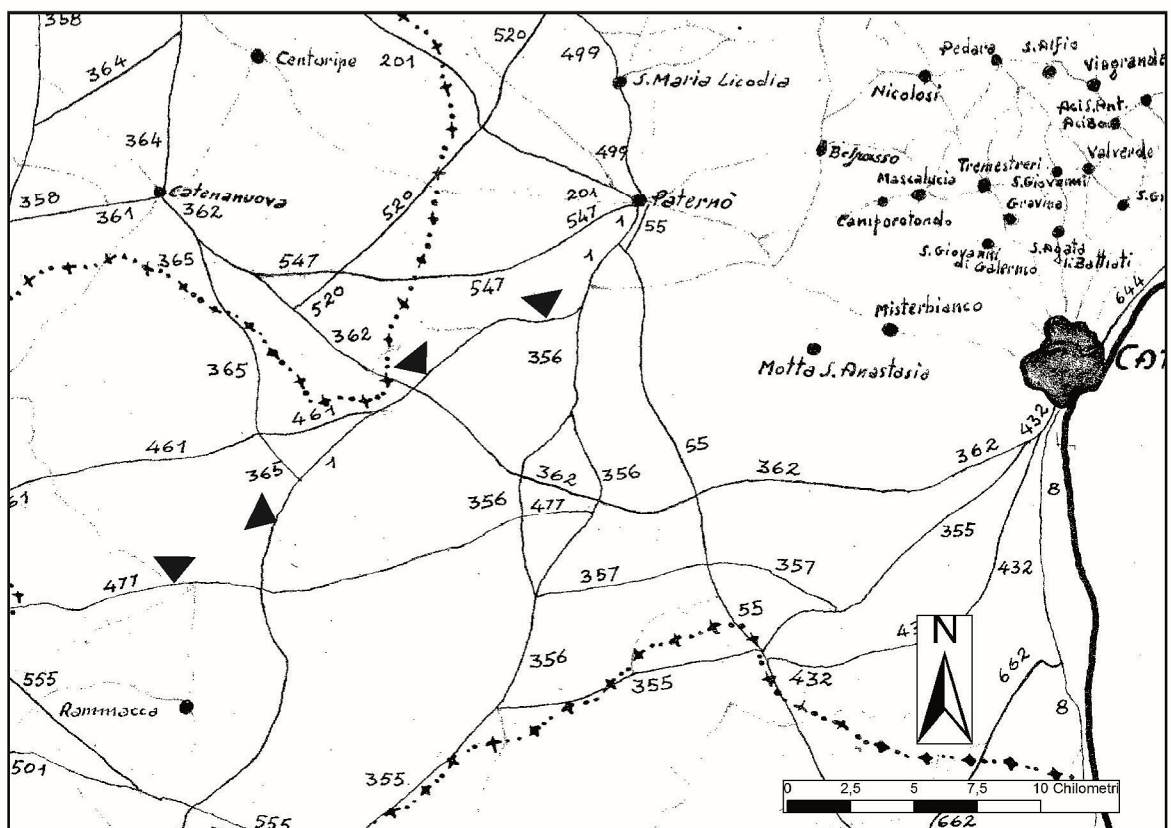 358
520
364
Centuripe
201
520
499
S. Maria Licodia
Pedara
S. Alfio
Viagrande
Nicolosi
Aci S. Ant.
364
499
Belpasso
Tremestieri
Valverde
358
Catenanuova
361
362
520
201
Paternò
Mascalucia
S. Giovanni
Gravina
Camporotondo
547
1
55
365
547
547
1
S. Giovanni
di Galermo
S. Agata
li Battiati
644
520
362
356
Misterbianco
Motta S. Anastasia
365
461
461
55
432
362
362
365
1
362
356
356
477
8
355
477
357
357
432
55
N
356
355
432
662
8
555
Rammacca
501
355
555
0 2,5 5 7,5 10 Chilometri
662